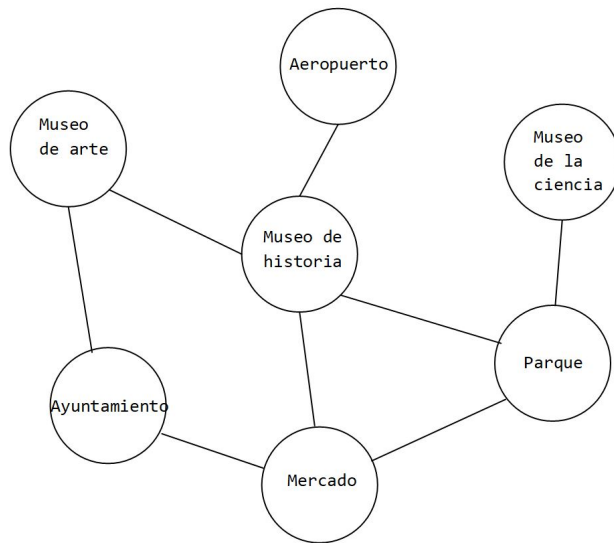 Aeropuerto
Museo
de arte
Museo
de la
ciencia
Museo de
historia
Parque
Ayuntamiento
Mercado